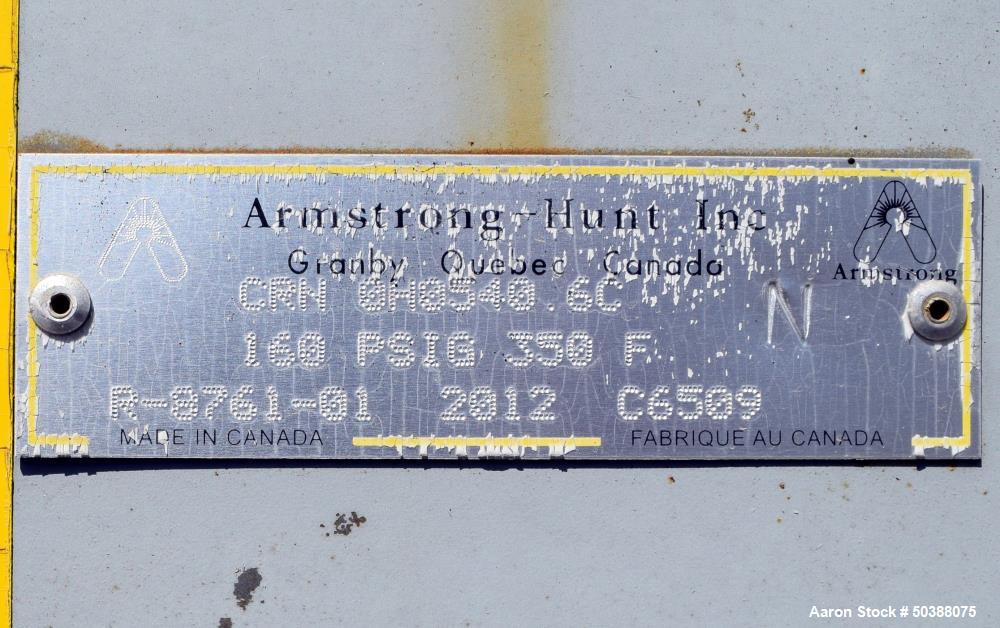 Armstrong-Hunt Inc
Granby Quebec Canada
Armstrong
CRN 0H0540.6C
N
160 PSIG 350 F
R-8761-01 2012 C6509
MADE IN CANADA FABRIQUE AU CANADA
Aaron Stock # 50388075